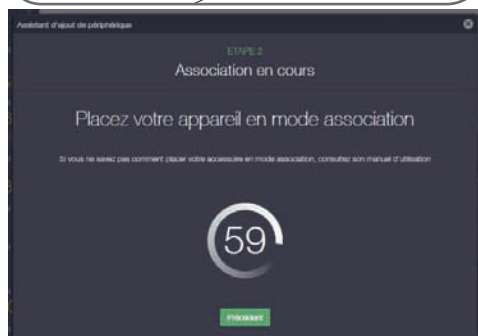 Assistant d'ajout de périphérique
ETAPE 2
Association en cours
Placez votre appareil en mode association
Si vous ne savez pas comment placer votre accessoire en mode association, consultez son manuel d'utilisation
59
Précédent